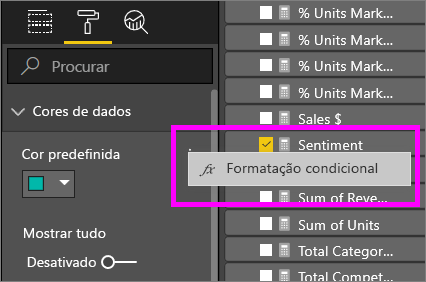 Procurar
Cores de dados
Cor predefinida
Mostrar tudo
Desativado
% Units Mark...
% Units Mark...
% Units Mark...
% Units Mark...
Sales $
Sentiment
fx Formatação condicional
Sum of Reve...
Sum of Units
Total Categor...
Total Compet...